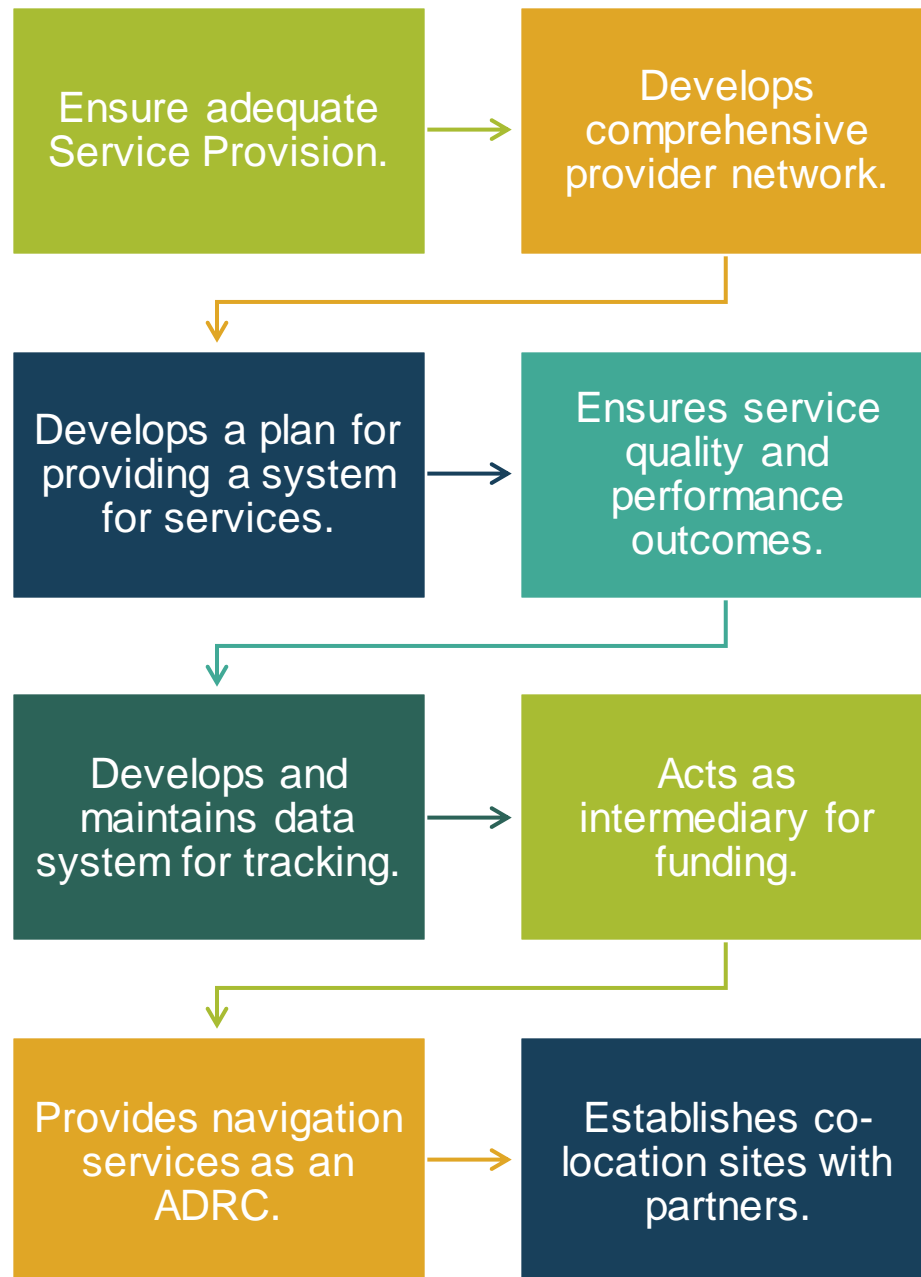 Ensure adequate
Service Provision.
Develops
comprehensive
provider network.
Develops a plan for
providing a system
for services.
Ensures service
quality and
performance
outcomes.
Develops and
maintains data
system for tracking.
Acts as
intermediary for
funding.
Provides navigation
services as an
ADRC.
Establishes co-
location sites with
partners.